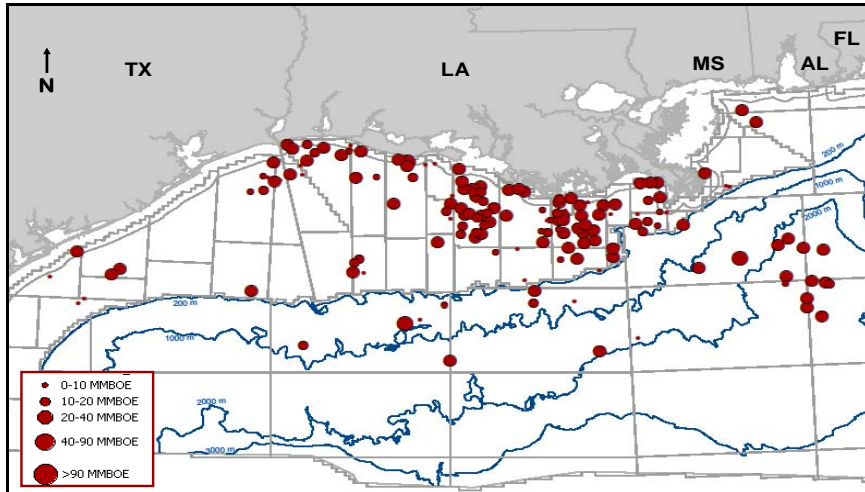 FL
TX
LA
MS
AL
N
200 m
1000 m
2000 m
200 m
1000 m
2000 m
3000 m
0-10 MMBOE
10-20 MMBOE
20-40 MMBOE
40-90 MMBOE
>90 MMBOE